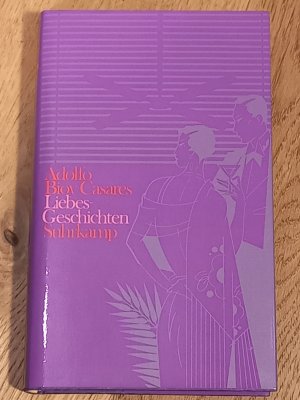 Adolfo
Bioy Casares
Liebes-
Geschichten
Suhrkamp